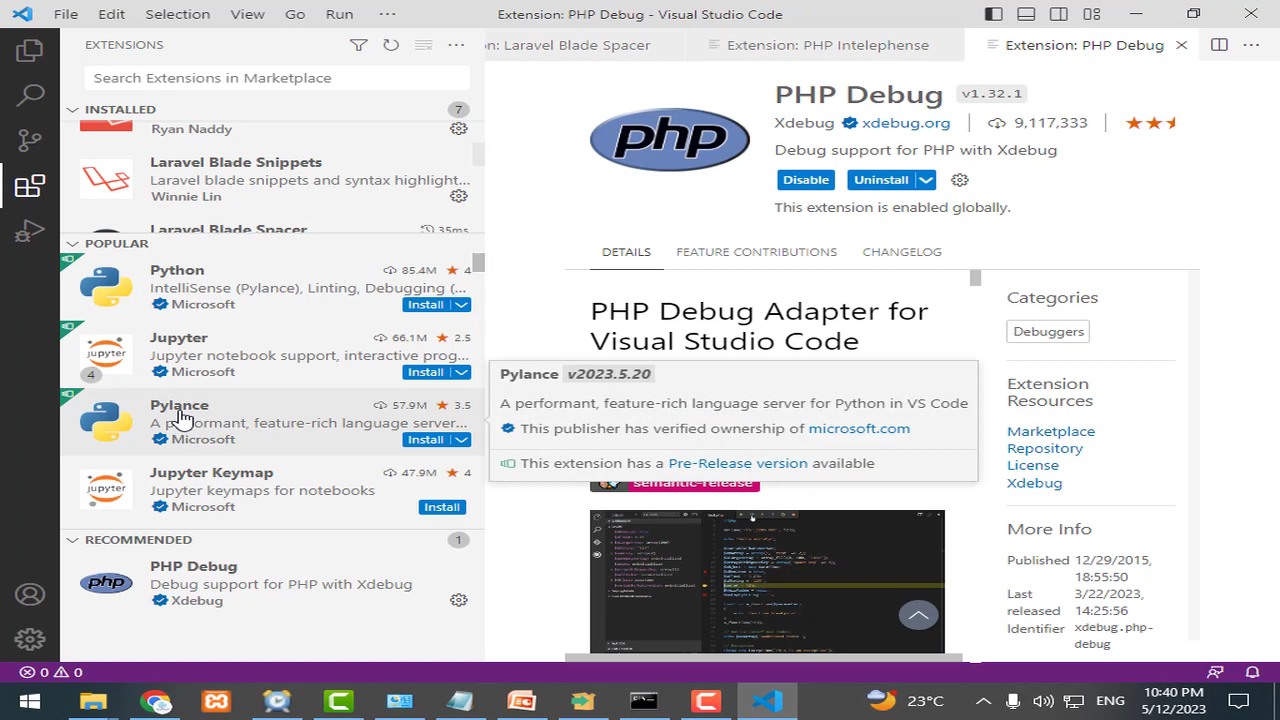 File Edit Selection View Go Run ··· Extension: PHP Debug - Visual Studio Code
EXTENSIONS
Search Extensions in Marketplace
INSTALLED 7
Ryan Naddy
Laravel Blade Snippets
Laravel blade snippets and syntax highlight...
Winnie Lin
Laravel Blade Spacer 35ms
POPULAR
Python 85.4M 4
IntelliSense (Pylance), Linting, Debugging (...
Microsoft Install
Jupyter 66.1M 2.5
jupyter
Jupyter notebook support, interactive prog...
4 Microsoft Install
Pylance 57.9M 3.5
A performant, feature-rich language server...
Microsoft Install
Jupyter Keymap 47.9M 4
jupyter
Jupyter keymaps for notebooks
Microsoft Install
RECOMMENDED 1
PHP Debug
php
Debug support for PHP with Xdebug
Xdebug
n: Laravel Blade Spacer Extension: PHP Intelephense Extension: PHP Debug
php
PHP Debug v1.32.1
Xdebug xdebug.org | 9,117,333 |
Debug support for PHP with Xdebug
Disable Uninstall
This extension is enabled globally.
DETAILS FEATURE CONTRIBUTIONS CHANGELOG
PHP Debug Adapter for
Visual Studio Code
Pylance v2023.5.20
A performant, feature-rich language server for Python in VS Code
This publisher has verified ownership of microsoft.com
This extension has a Pre-Release version available
semantic-release
Categories
Debuggers
Extension
Resources
Marketplace
Repository
License
Xdebug
More Info
/2015,
18:35:50
Last 3/22/2023,
released 14:25:56
Identifier xdebug.php-
debug
0 0
23°C ENG 10:40 PM
5/12/2023